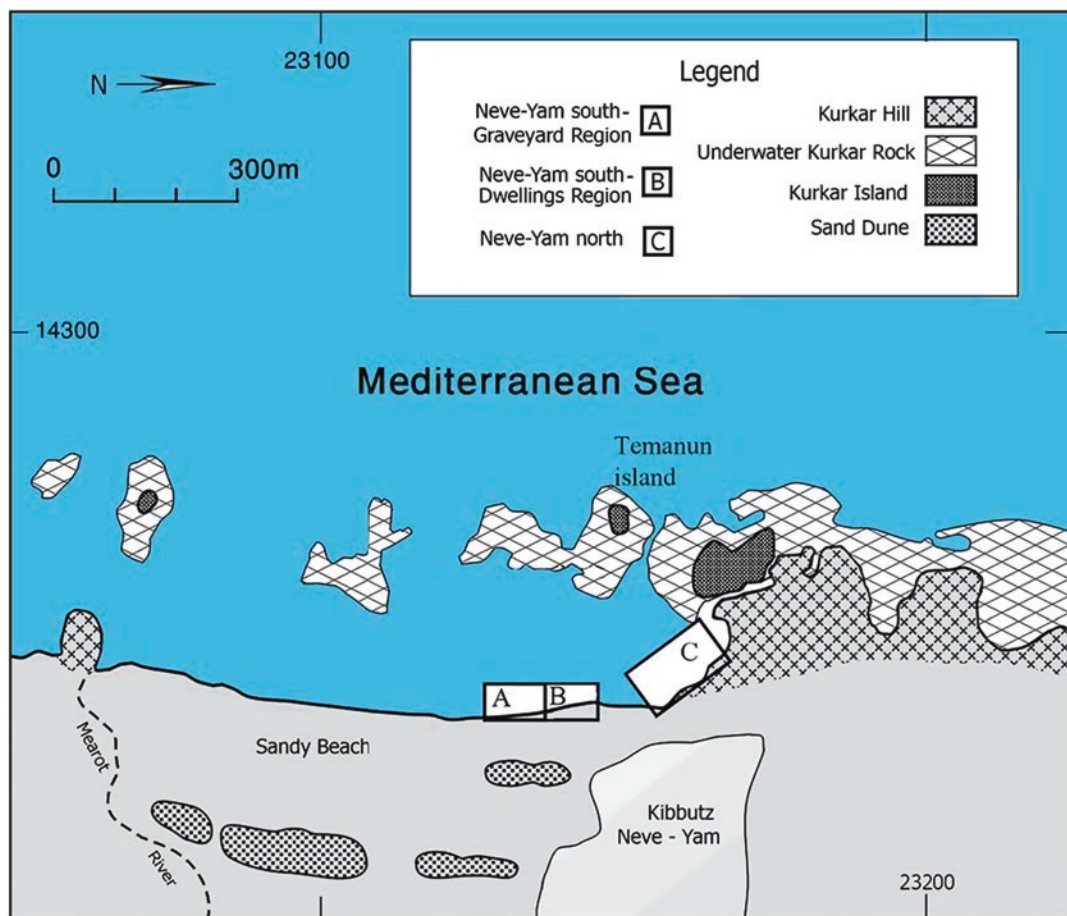 23100
N
0 300m
Legend
Neve-Yam south-
Graveyard Region
A
Neve-Yam south-
Dwellings Region
B
Neve-Yam north
C
Kurkar Hill
Underwater Kurkar Rock
Kurkar Island
Sand Dune
14300
Mediterranean Sea
Temanun
island
C
A B
Mearot
River
Sandy Beach
Kibbutz
Neve - Yam
23200